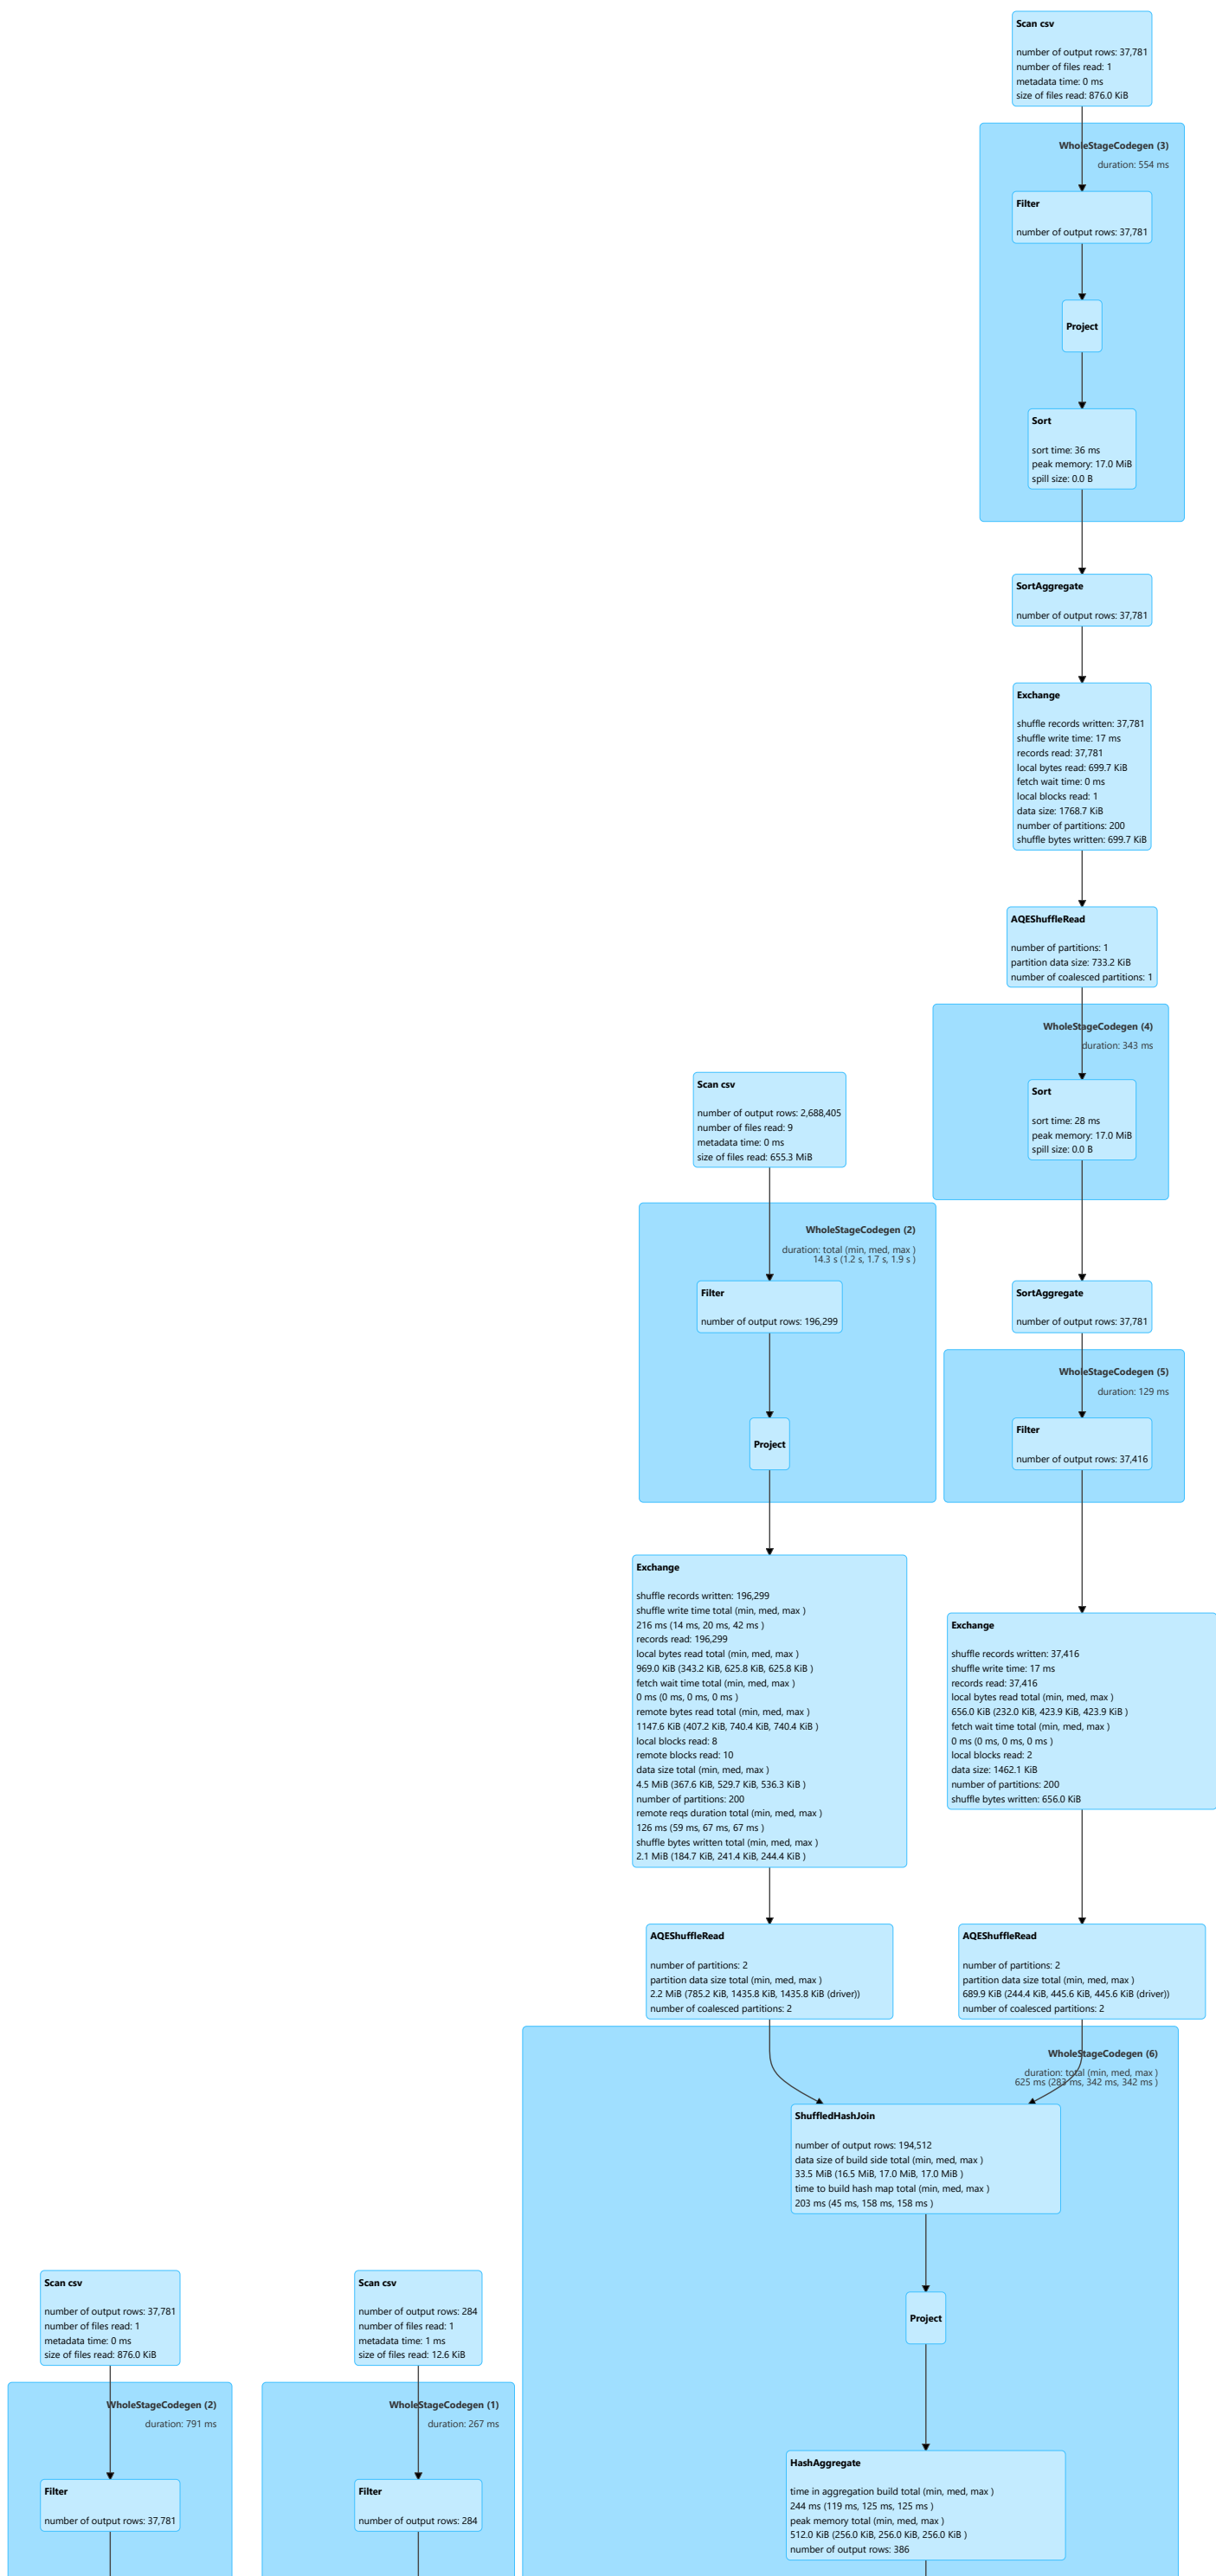 Scan csv
number of output rows: 37,781
number of files read: 1
metadata time: 0 ms
size of files read: 876.0 KiB
WholeStageCodegen (3)
duration: 554 ms
Filter
number of output rows: 37,781
Project
Sort
sort time: 36 ms
peak memory: 17.0 MiB
spill size: 0.0 B
SortAggregate
number of output rows: 37,781
Exchange
shuffle records written: 37,781
shuffle write time: 17 ms
records read: 37,781
local bytes read: 699.7 KiB
fetch wait time: 0 ms
local blocks read: 1
data size: 1768.7 KiB
number of partitions: 200
shuffle bytes written: 699.7 KiB
AQEShuffleRead
number of partitions: 1
partition data size: 733.2 KiB
number of coalesced partitions: 1
WholeStageCodegen (4)
duration: 343 ms
Sort
sort time: 28 ms
peak memory: 17.0 MiB
spill size: 0.0 B
Scan csv
number of output rows: 2,688,405
number of files read: 9
metadata time: 0 ms
size of files read: 655.3 MiB
WholeStageCodegen (2)
duration: total (min, med, max )
14.3 s (1.2 s, 1.7 s, 1.9 s )
Filter
number of output rows: 196,299
Project
SortAggregate
number of output rows: 37,781
WholeStageCodegen (5)
duration: 129 ms
Filter
number of output rows: 37,416
Exchange
shuffle records written: 196,299
shuffle write time total (min, med, max )
216 ms (14 ms, 20 ms, 42 ms )
records read: 196,299
local bytes read total (min, med, max )
969.0 KiB (343.2 KiB, 625.8 KiB, 625.8 KiB )
fetch wait time total (min, med, max )
0 ms (0 ms, 0 ms, 0 ms )
remote bytes read total (min, med, max )
1147.6 KiB (407.2 KiB, 740.4 KiB, 740.4 KiB )
local blocks read: 8
remote blocks read: 10
data size total (min, med, max )
4.5 MiB (367.6 KiB, 529.7 KiB, 536.3 KiB )
number of partitions: 200
remote reqs duration total (min, med, max )
126 ms (59 ms, 67 ms, 67 ms )
shuffle bytes written total (min, med, max )
2.1 MiB (184.7 KiB, 241.4 KiB, 244.4 KiB )
Exchange
shuffle records written: 37,416
shuffle write time: 17 ms
records read: 37,416
local bytes read total (min, med, max )
656.0 KiB (232.0 KiB, 423.9 KiB, 423.9 KiB )
fetch wait time total (min, med, max )
0 ms (0 ms, 0 ms, 0 ms )
local blocks read: 2
data size: 1462.1 KiB
number of partitions: 200
shuffle bytes written: 656.0 KiB
AQEShuffleRead
number of partitions: 2
partition data size total (min, med, max )
2.2 MiB (785.2 KiB, 1435.8 KiB, 1435.8 KiB (driver))
number of coalesced partitions: 2
AQEShuffleRead
number of partitions: 2
partition data size total (min, med, max )
689.9 KiB (244.4 KiB, 445.6 KiB, 445.6 KiB (driver))
number of coalesced partitions: 2
WholeStageCodegen (6)
duration: total (min, med, max )
625 ms (283 ms, 342 ms, 342 ms )
ShuffledHashJoin
number of output rows: 194,512
data size of build side total (min, med, max )
33.5 MiB (16.5 MiB, 17.0 MiB, 17.0 MiB )
time to build hash map total (min, med, max )
203 ms (45 ms, 158 ms, 158 ms )
Project
HashAggregate
time in aggregation build total (min, med, max )
244 ms (119 ms, 125 ms, 125 ms )
peak memory total (min, med, max )
512.0 KiB (256.0 KiB, 256.0 KiB, 256.0 KiB )
number of output rows: 386
Scan csv
number of output rows: 37,781
number of files read: 1
metadata time: 0 ms
size of files read: 876.0 KiB
WholeStageCodegen (2)
duration: 791 ms
Filter
number of output rows: 37,781
Scan csv
number of output rows: 284
number of files read: 1
metadata time: 1 ms
size of files read: 12.6 KiB
WholeStageCodegen (1)
duration: 267 ms
Filter
number of output rows: 284